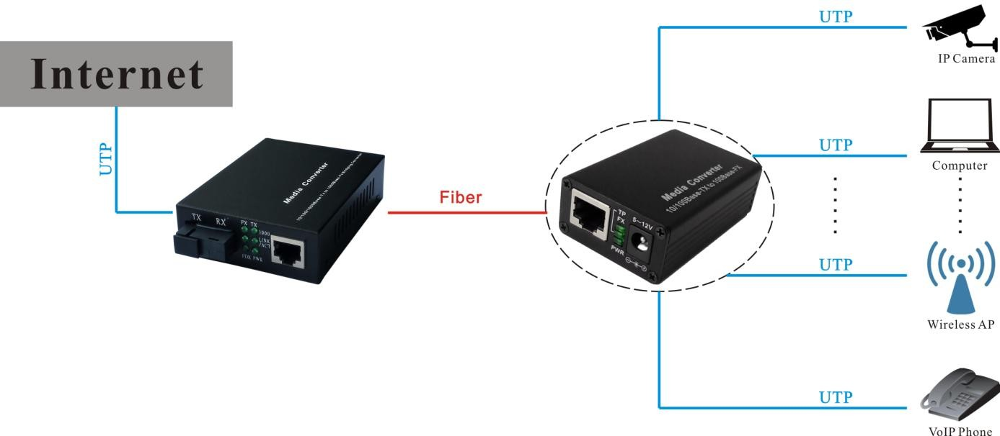 Internet
UTP
Media Converter
TX RX
FX TX
1000
LINK
/ACT
FDX PWR
Fiber
Media Converter
10/100Base-TX to 100Base-FX
TP
FX
5~12V
PWR
UTP
IP Camera
UTP
Computer
UTP
Wireless AP
UTP
VoIP Phone